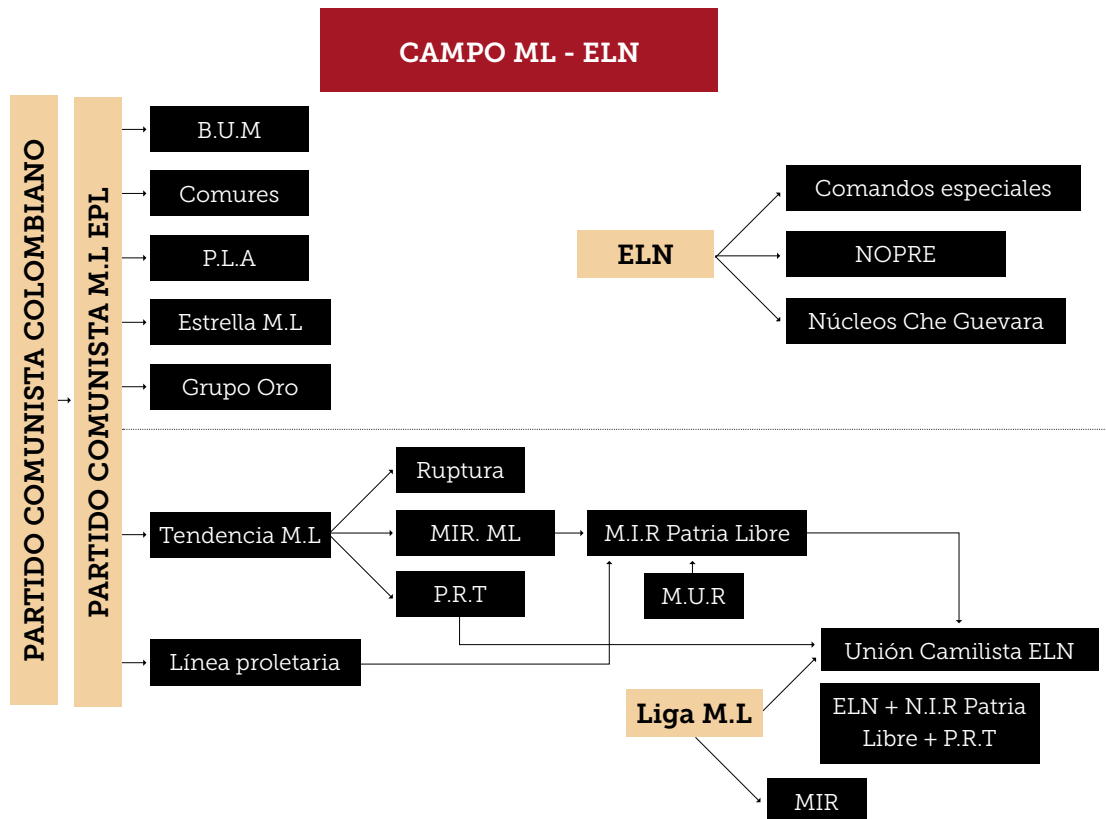 CAMPO ML - ELN
PARTIDO COMUNISTA COLOMBIANO
PARTIDO COMUNISTA M.L EPL
B.U.M
Comures
P.L.A
Estrella M.L
Grupo Oro
ELN
Comandos especiales
NOPRE
Núcleos Che Guevara
Tendencia M.L
Ruptura
MIR. ML
P.R.T
M.I.R Patria Libre
M.U.R
Línea proletaria
Unión Camilista ELN
Liga M.L
ELN + N.I.R Patria
Libre + P.R.T
MIR